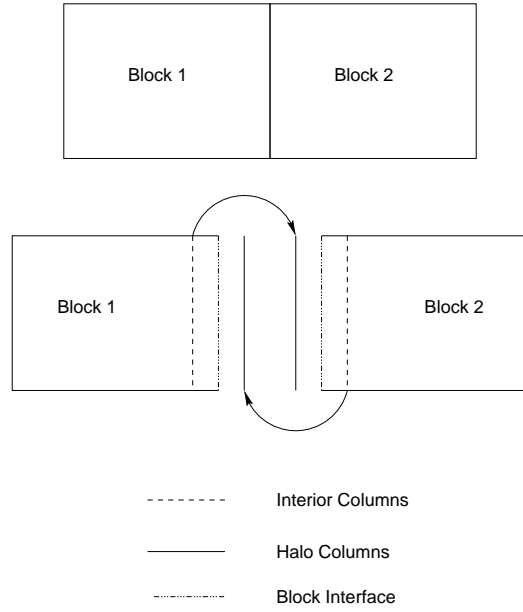 Block 1
Block 2
Block 1
Block 2
Interior Columns
Halo Columns
Block Interface